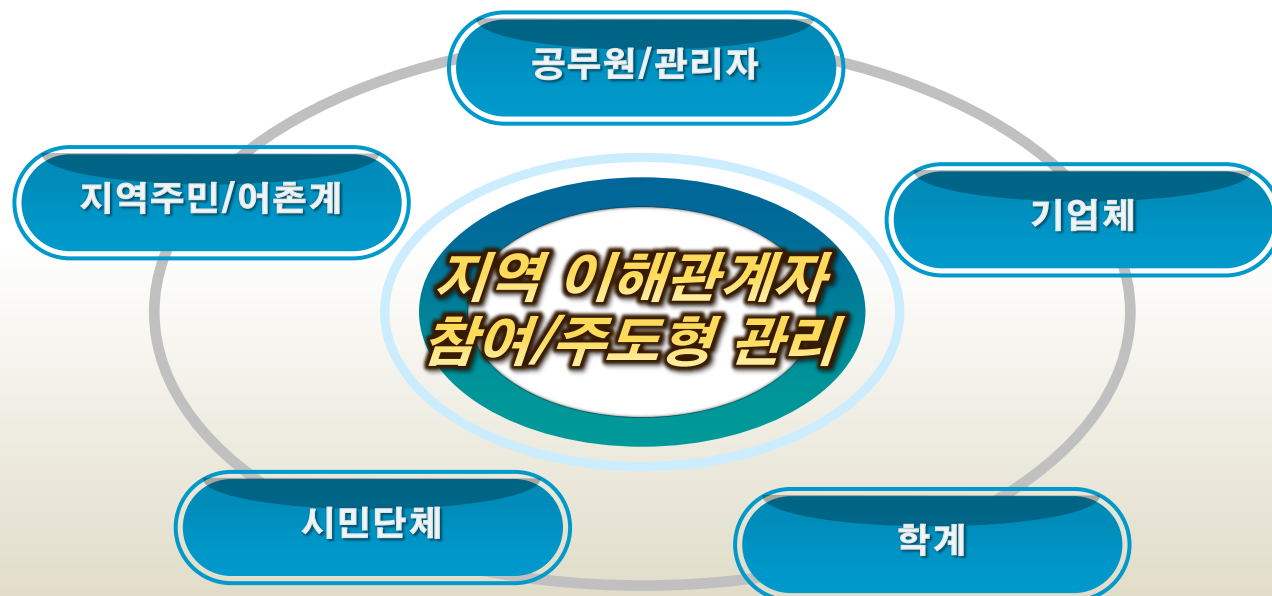 공무원/관리자
지역주민/어촌계
기업체
지역 이해관계자
참여/주도형 관리
시민단체
학계